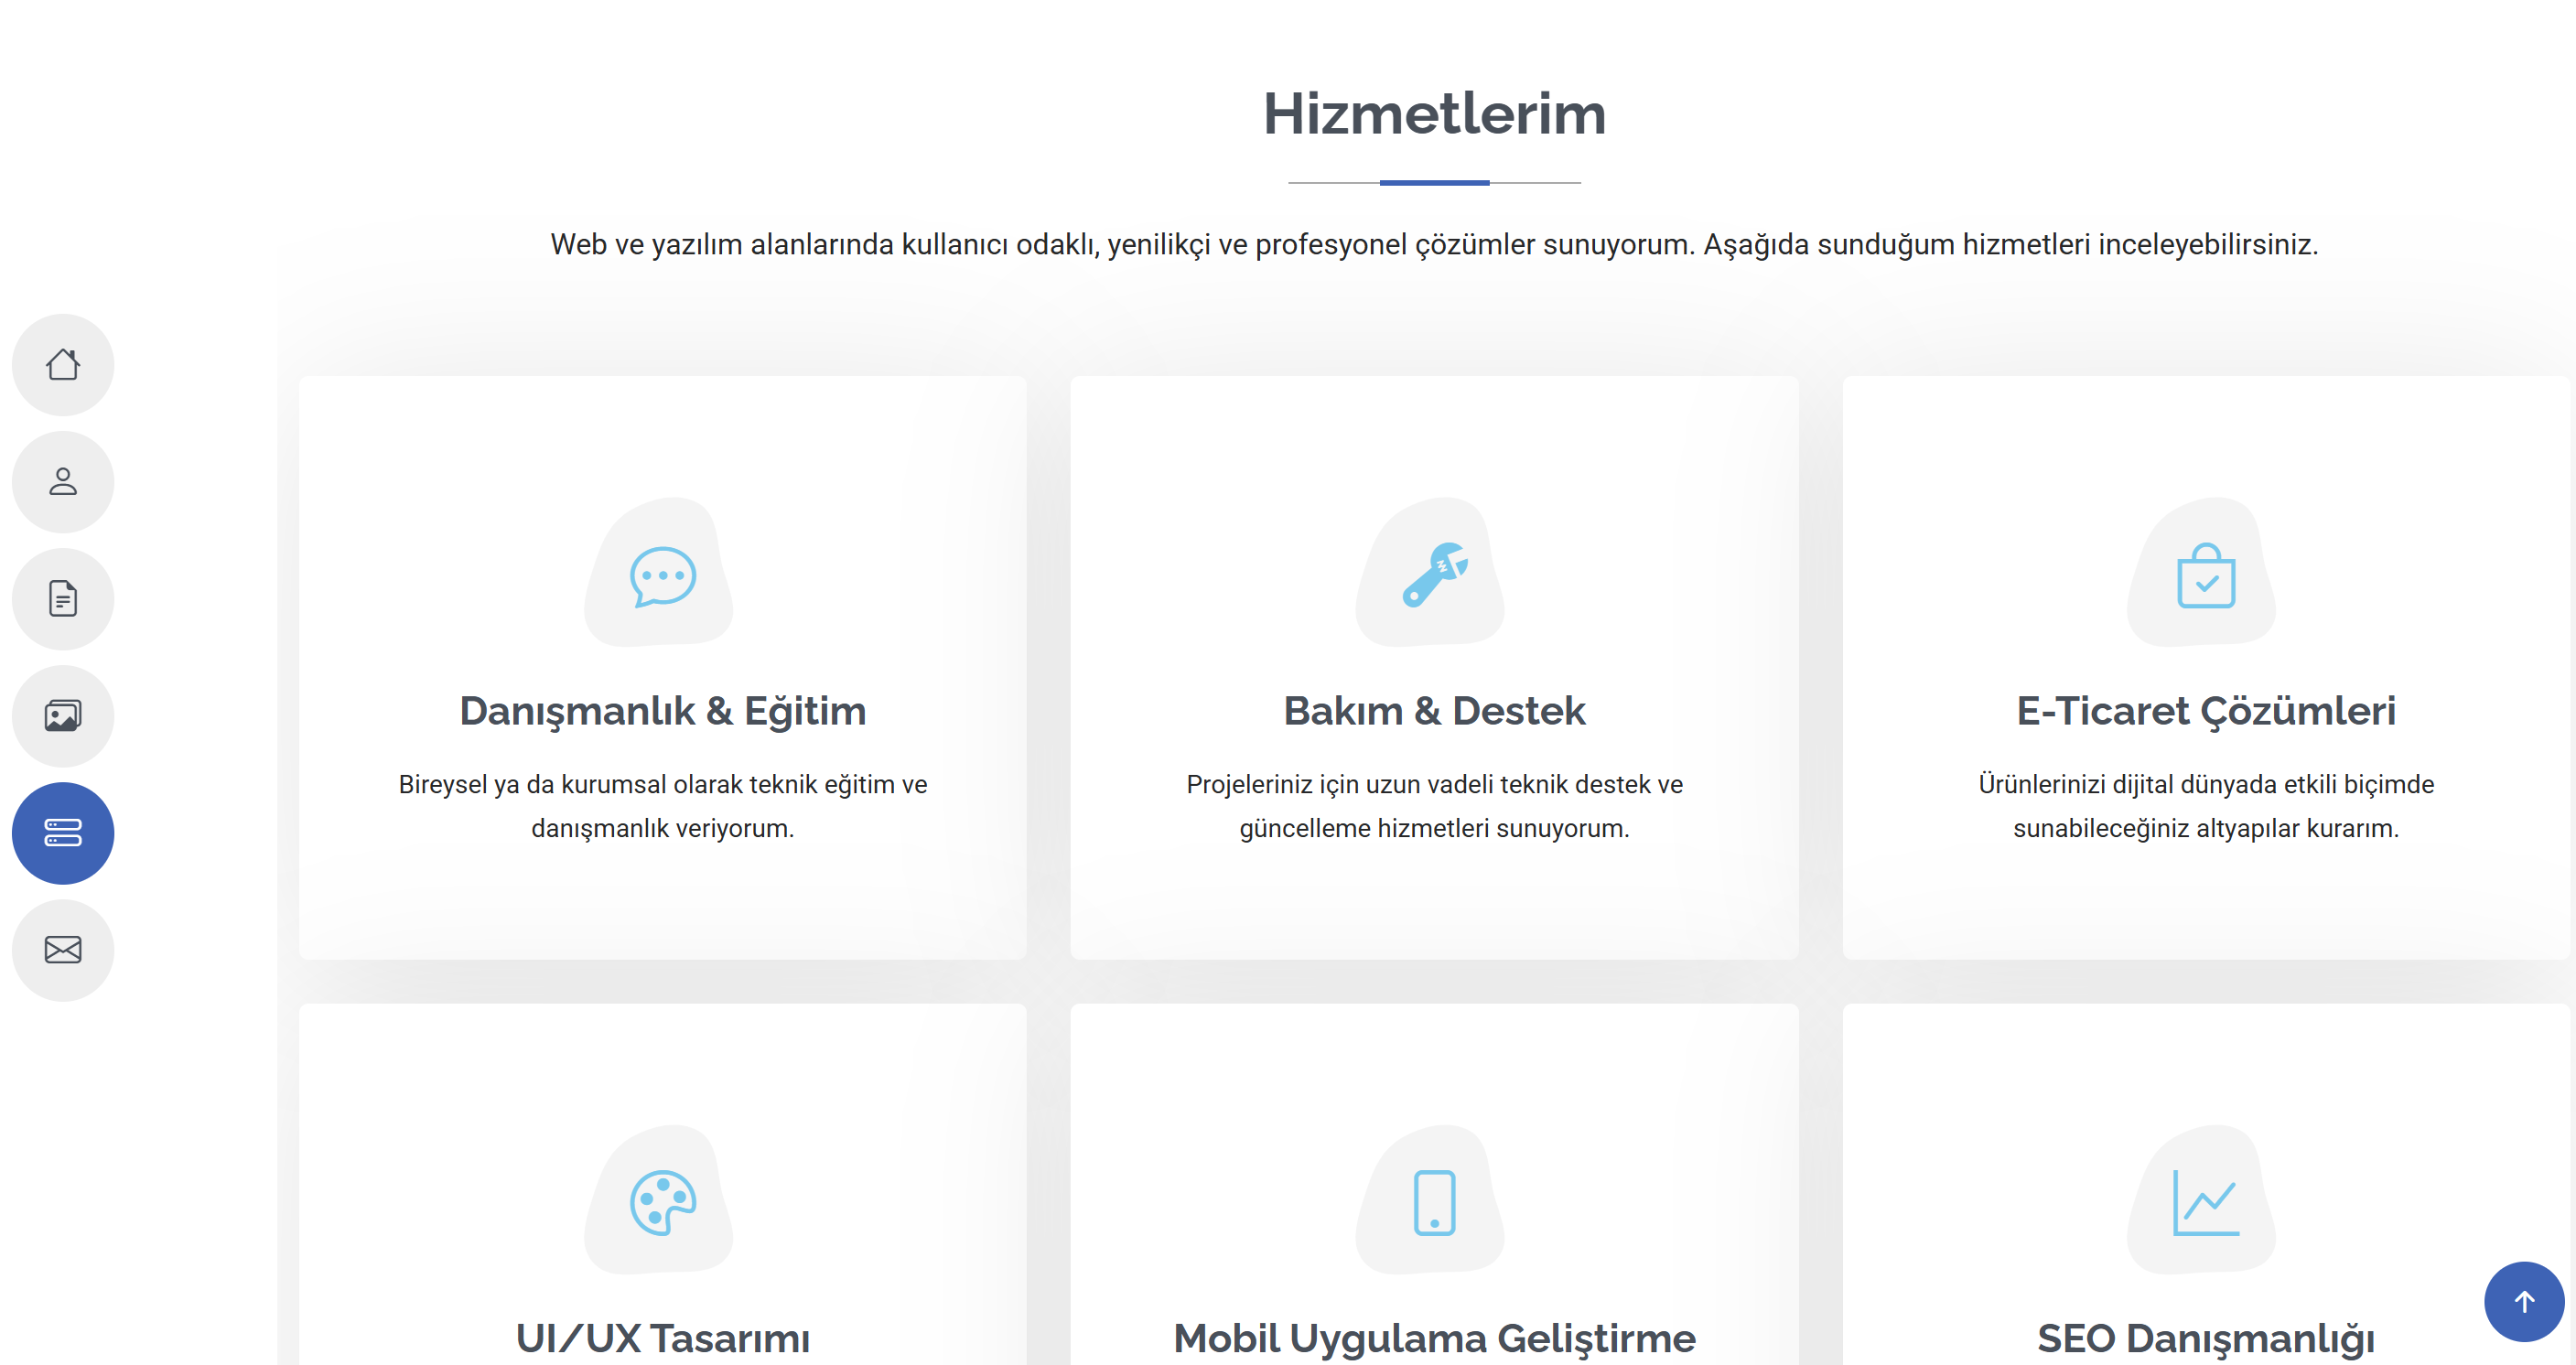 Hizmetlerim
Web ve yazılım alanlarında kullanıcı odaklı, yenilikçi ve profesyonel çözümler sunuyorum. Aşağıda sunduğum hizmetleri inceleyebilirsiniz.
Danışmanlık & Eğitim
Bireysel ya da kurumsal olarak teknik eğitim ve
danışmanlık veriyorum.
Bakım & Destek
Projeleriniz için uzun vadeli teknik destek ve
güncelleme hizmetleri sunuyorum.
E-Ticaret Çözümleri
Ürünlerinizi dijital dünyada etkili biçimde
sunabileceğiniz altyapılar kurarım.
UI/UX Tasarımı
Mobil Uygulama Geliştirme
SEO Danışmanlığı